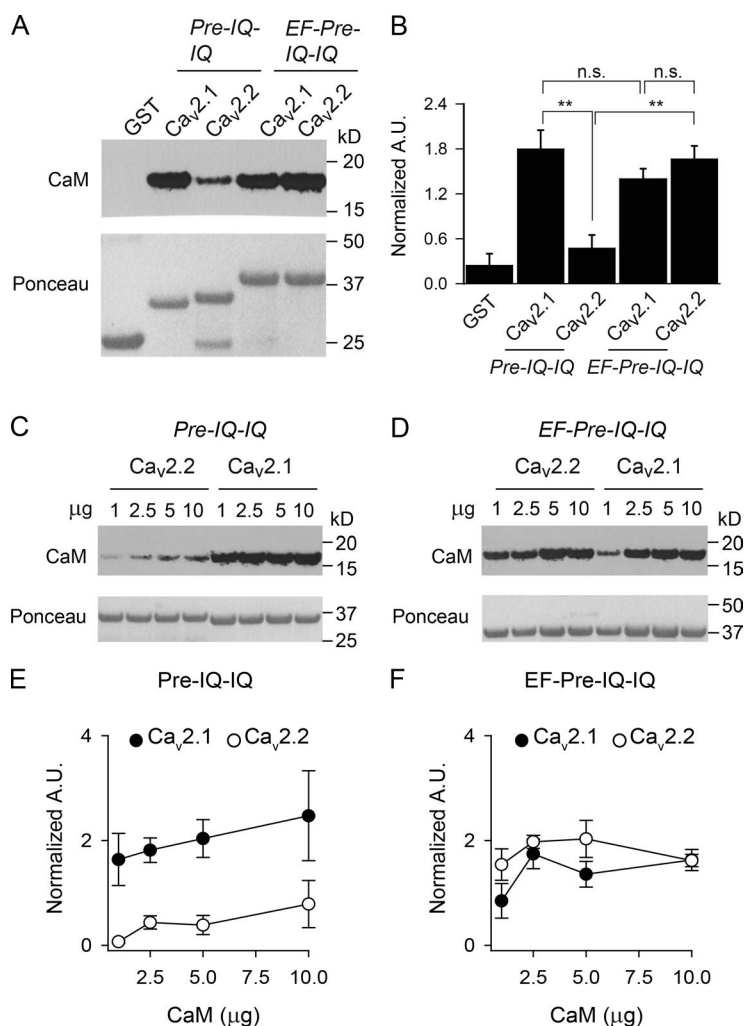 A
Pre-IQ-
IQ
EF-Pre-
IQ-IQ
GST
Cav2.1
Cav2.2
Cav2.1
Cav2.2
kD
CaM
20
15
Ponceau
50
37
25
B
n.s.
n.s.
**
**
Normalized A.U.
2.4
1.8
1.2
0.6
0.0
GST
Cav2.1
Cav2.2
Cav2.1
Cav2.2
Pre-IQ-IQ
EF-Pre-IQ-IQ
C
Pre-IQ-IQ
Cav2.2
Cav2.1
μg 1 2.5 5 10 1 2.5 5 10 kD
CaM
20
15
Ponceau
37
25
D
EF-Pre-IQ-IQ
Cav2.2
Cav2.1
1 2.5 5 10 1 2.5 5 10 kD
μg
CaM
20
15
Ponceau
50
37
E
Pre-IQ-IQ
Cav2.1
Cav2.2
Normalized A.U.
4
2
0
2.5 5.0 7.5 10.0
CaM (μg)
F
EF-Pre-IQ-IQ
Cav2.1
Cav2.2
Normalized A.U.
4
2
0
2.5 5.0 7.5 10.0
CaM (μg)